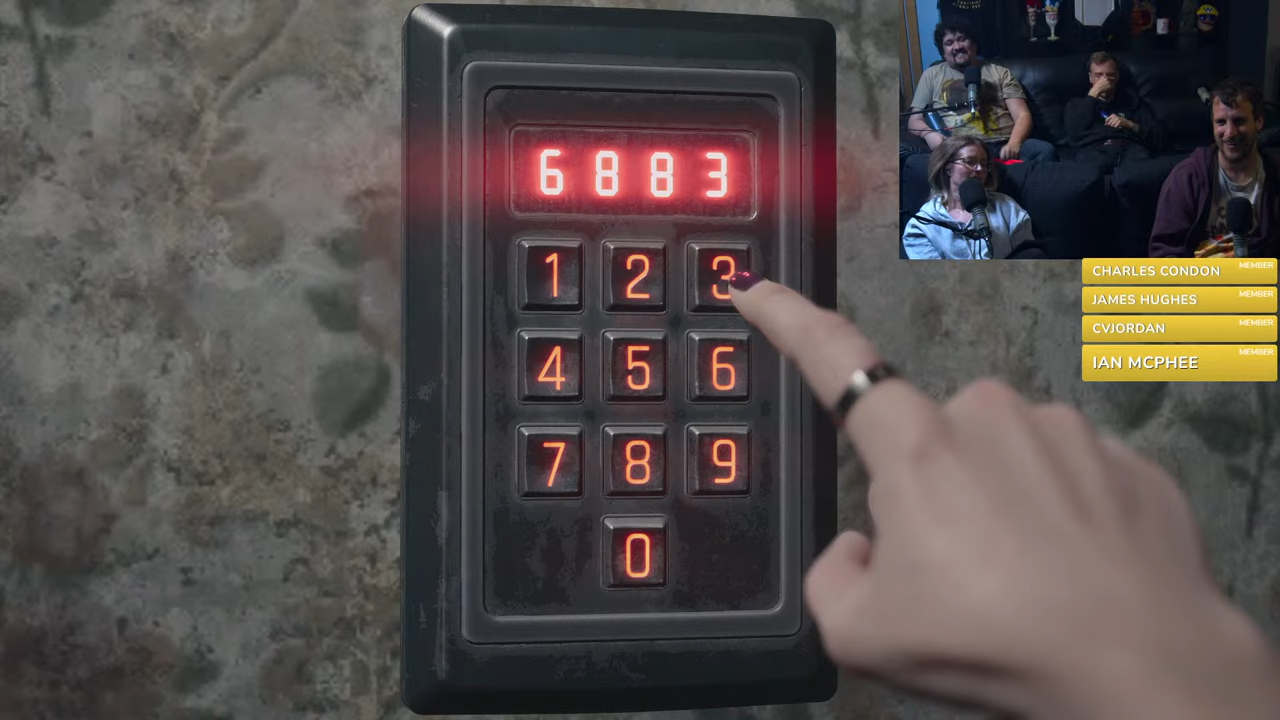 6883
1 2 3
4 5 6
7 8 9
0
CHARLES CONDON MEMBER
JAMES HUGHES MEMBER
CVJORDAN MEMBER
IAN MCPHEE MEMBER